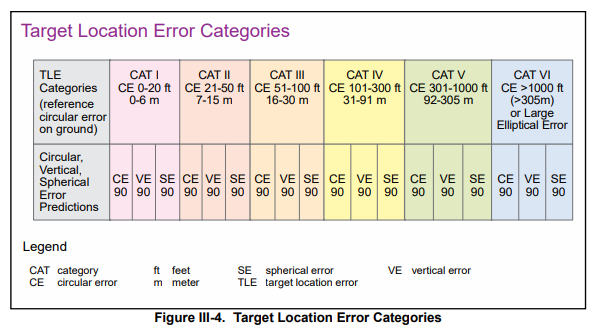 Target Location Error Categories
TLE
Categories
(reference
circular error
on ground)
CAT I
CE 0-20 ft
0-6 m
CAT II
CE 21-50 ft
7-15 m
CAT III
CE 51-100 ft
16-30 m
CAT IV
CE 101-300 ft
31-91 m
CAT V
CE 301-1000 ft
92-305 m
CAT VI
CE >1000 ft
(>305m)
or Large
Elliptical Error
Circular,
Vertical,
Spherical
Error
Predictions
CE VE SE CE VE SE CE VE SE CE VE SE CE VE SE CE VE SE
90 90 90 90 90 90 90 90 90 90 90 90 90 90 90 90 90 90
Legend
CAT category ft feet SE spherical error VE vertical error
CE circular error m meter TLE target location error
Figure III-4. Target Location Error Categories